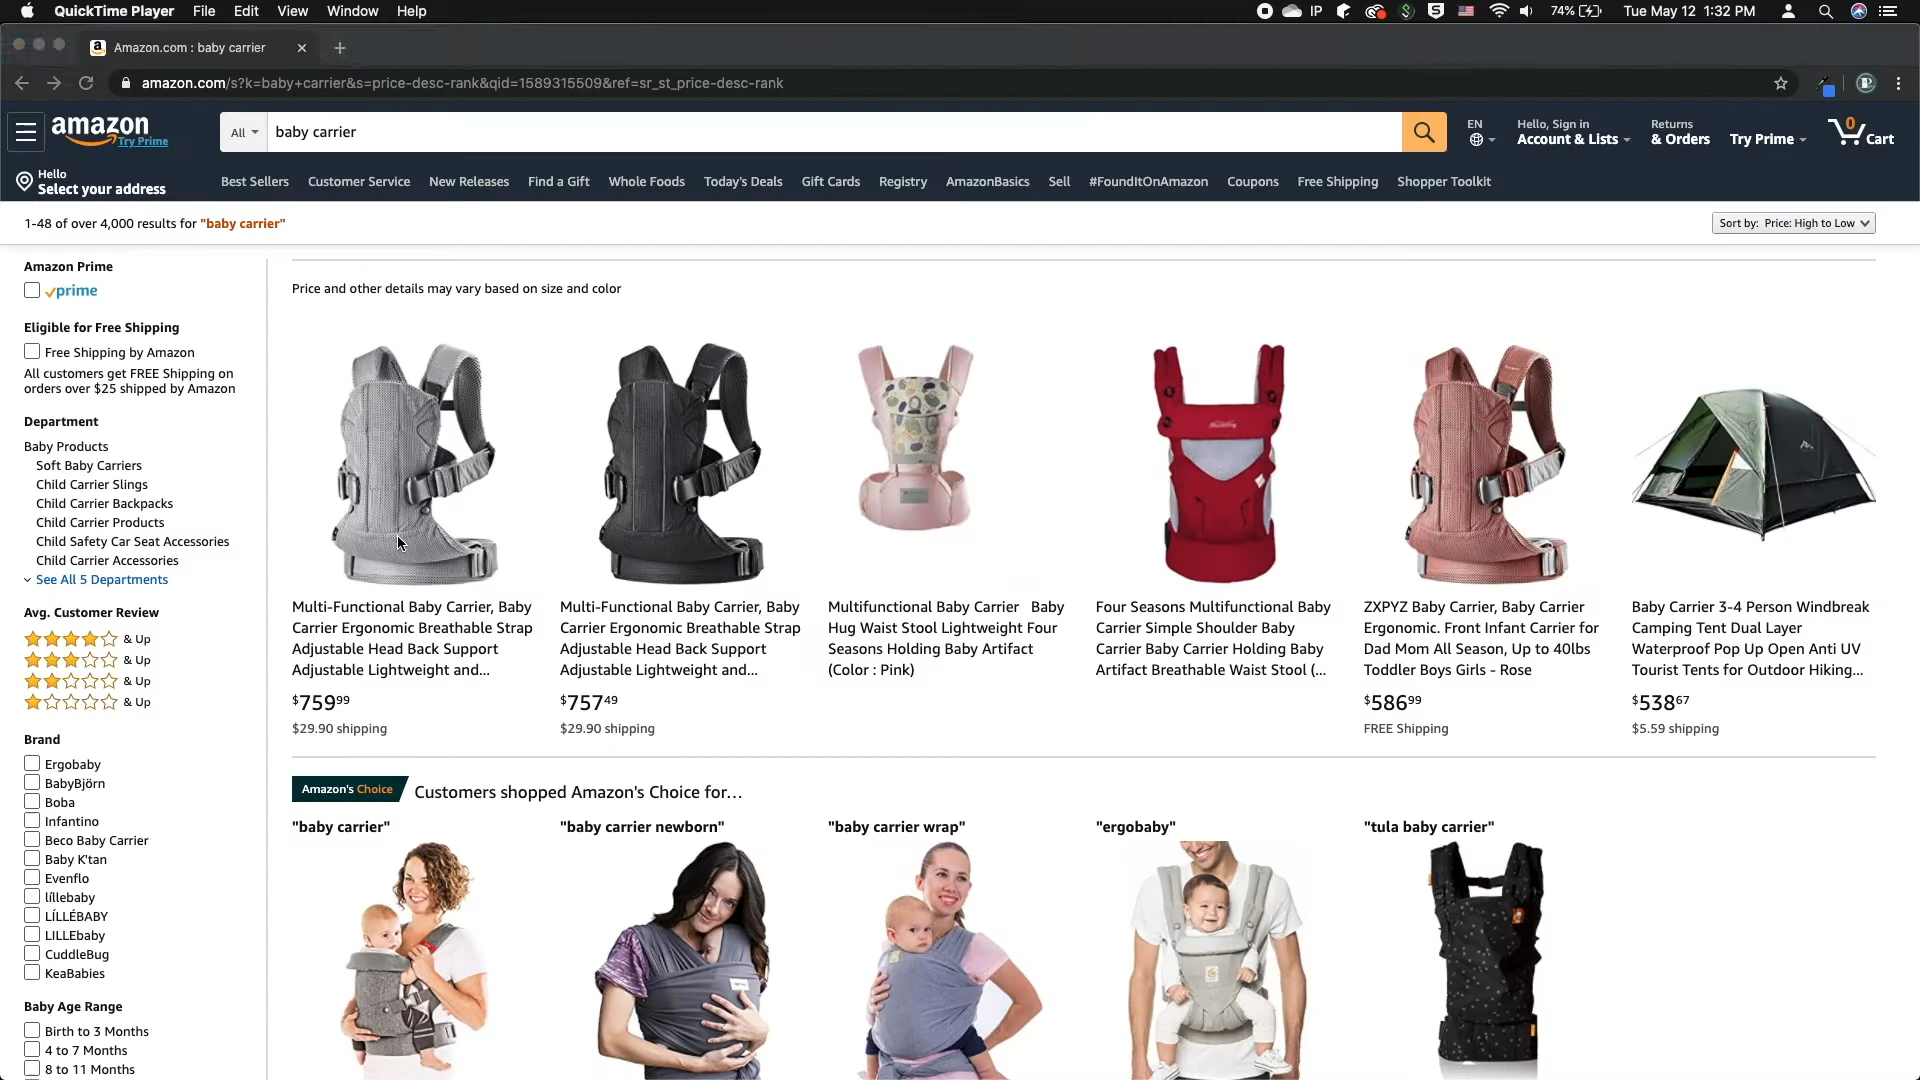 QuickTime Player File Edit View Window Help
IP 74% Tue May 12 1:32 PM
Amazon.com : baby carrier
amazon.com/s?k=baby+carrier&s=price-desc-rank&qid=1589315509&ref=sr_st_price-desc-rank
amazon
Try Prime
All
baby carrier
EN
Hello, Sign in
Account & Lists
Returns
& Orders
Try Prime
0
Cart
Hello
Select your address
Best Sellers Customer Service New Releases Find a Gift Whole Foods Today's Deals Gift Cards Registry AmazonBasics Sell #FoundItOnAmazon Coupons Free Shipping Shopper Toolkit
1-48 of over 4,000 results for "baby carrier"
Sort by: Price: High to Low
Amazon Prime
prime
Eligible for Free Shipping
Free Shipping by Amazon
All customers get FREE Shipping on
orders over $25 shipped by Amazon
Department
Baby Products
Soft Baby Carriers
Child Carrier Slings
Child Carrier Backpacks
Child Carrier Products
Child Safety Car Seat Accessories
Child Carrier Accessories
See All 5 Departments
Avg. Customer Review
& Up
& Up
& Up
& Up
Brand
Ergobaby
BabyBjörn
Boba
Infantino
Beco Baby Carrier
Baby K'tan
Evenflo
lillebaby
LÍLLÉBABY
LILLEbaby
CuddleBug
KeaBabies
Baby Age Range
Birth to 3 Months
4 to 7 Months
8 to 11 Months
Price and other details may vary based on size and color
Multi-Functional Baby Carrier, Baby
Carrier Ergonomic Breathable Strap
Adjustable Head Back Support
Adjustable Lightweight and...
$759 99
$29.90 shipping
Multi-Functional Baby Carrier, Baby
Carrier Ergonomic Breathable Strap
Adjustable Head Back Support
Adjustable Lightweight and...
$757 49
$29.90 shipping
Multifunctional Baby Carrier Baby
Hug Waist Stool Lightweight Four
Seasons Holding Baby Artifact
(Color : Pink)
Four Seasons Multifunctional Baby
Carrier Simple Shoulder Baby
Carrier Baby Carrier Holding Baby
Artifact Breathable Waist Stool (...
ZXPYZ Baby Carrier, Baby Carrier
Ergonomic. Front Infant Carrier for
Dad Mom All Season, Up to 40lbs
Toddler Boys Girls - Rose
$586 99
FREE Shipping
Baby Carrier 3-4 Person Windbreak
Camping Tent Dual Layer
Waterproof Pop Up Open Anti UV
Tourist Tents for Outdoor Hiking...
$538 67
$5.59 shipping
Amazon's Choice Customers shopped Amazon's Choice for...
"baby carrier"
"baby carrier newborn"
"baby carrier wrap"
"ergobaby"
"tula baby carrier"